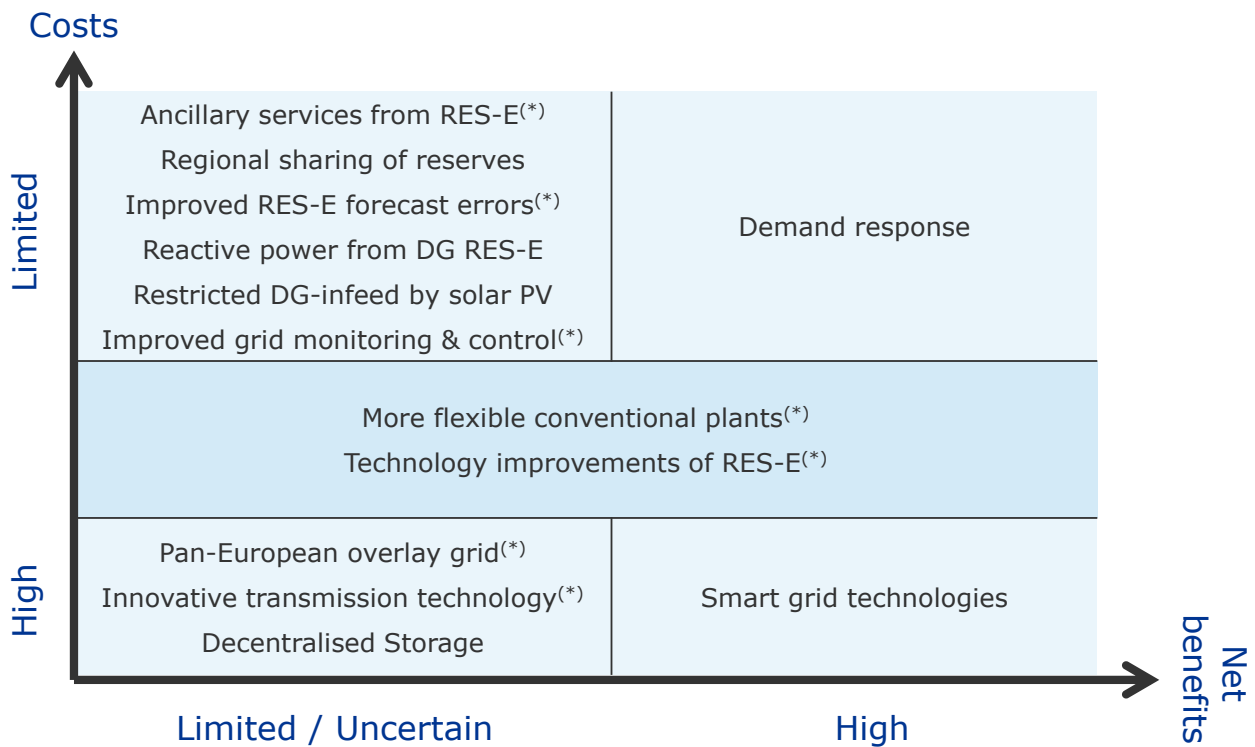 Costs
Limited
Ancillary services from RES-E(*)
Regional sharing of reserves
Improved RES-E forecast errors(*)
Reactive power from DG RES-E
Restricted DG-infeed by solar PV
Improved grid monitoring & control(*)
Demand response
More flexible conventional plants(*)
Technology improvements of RES-E(*)
High
Pan-European overlay grid(*)
Innovative transmission technology(*)
Decentralised Storage
Smart grid technologies
Net
benefits
Limited / Uncertain
High